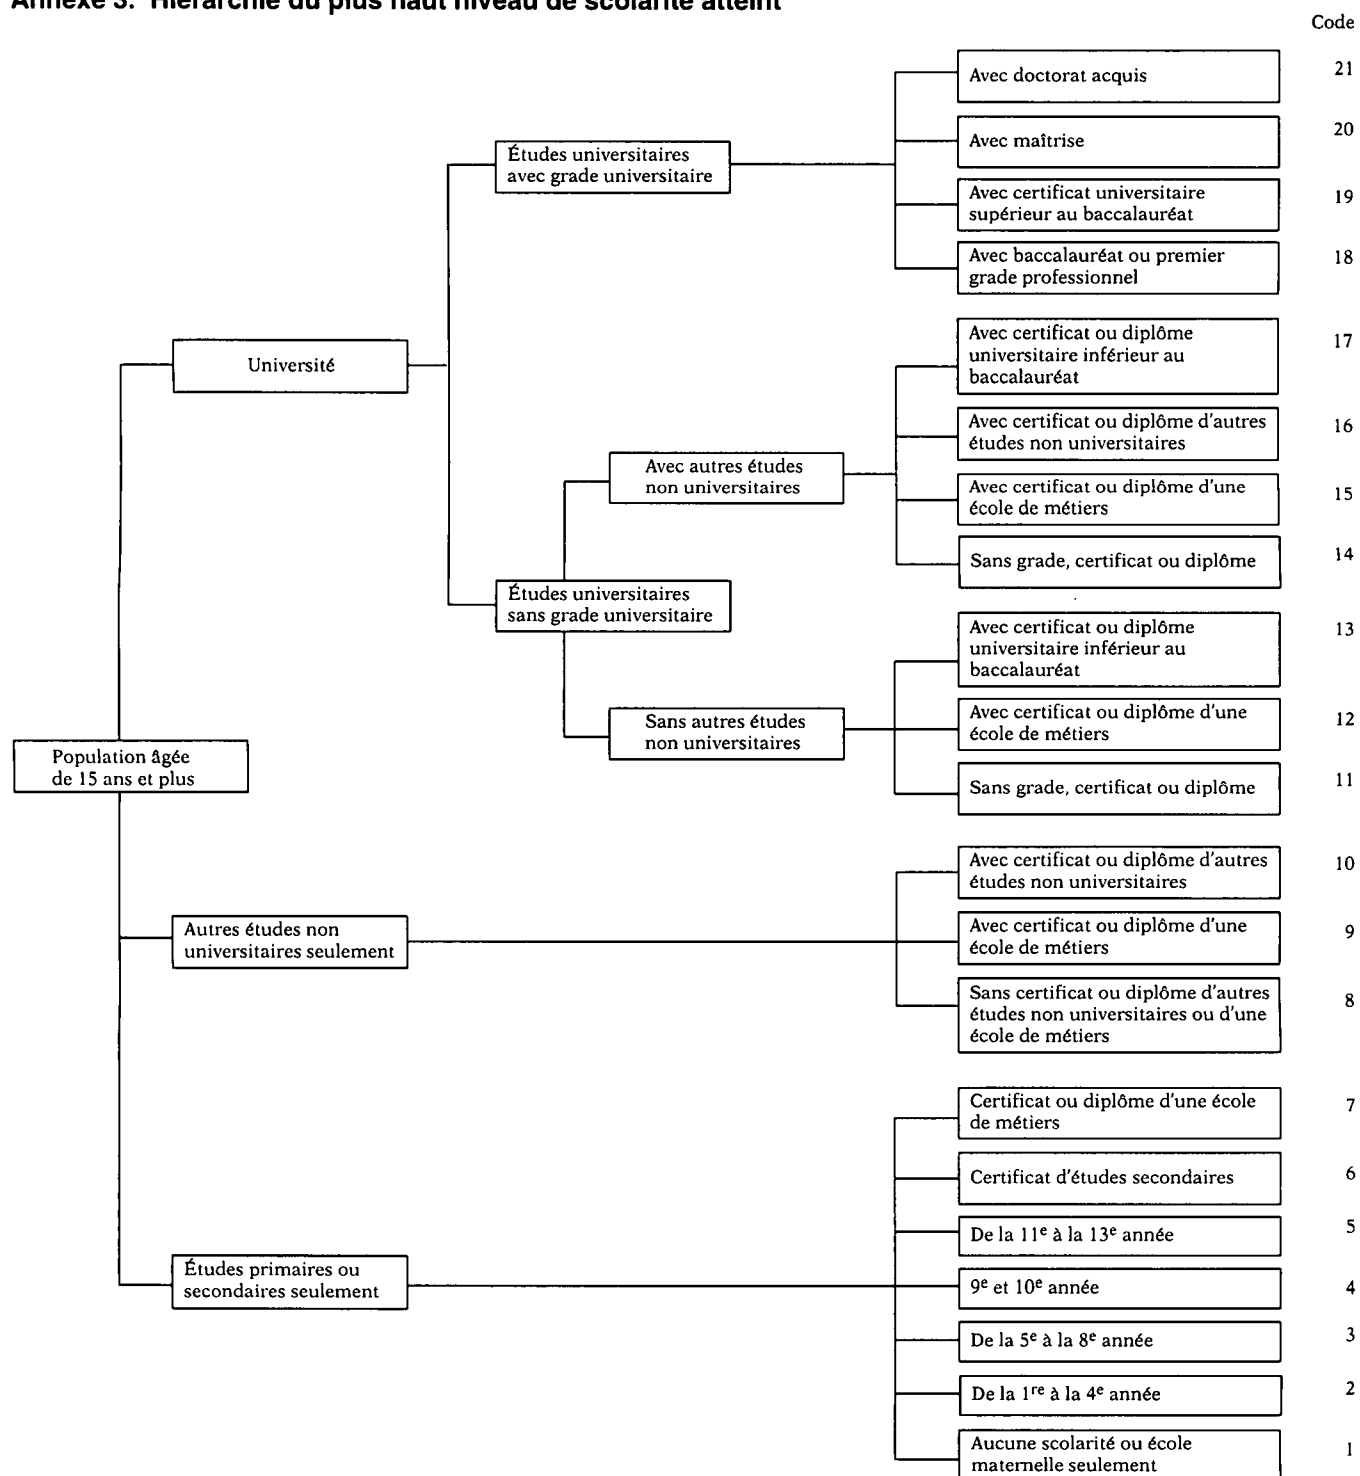 Annexe 3. Hiérarchie du plus haut niveau de scolarité atteint
Code
Avec doctorat acquis 21
Avec maîtrise 20
Études universitaires
avec grade universitaire
Avec certificat universitaire
supérieur au baccalauréat 19
Avec baccalauréat ou premier
grade professionnel 18
Université
Avec certificat ou diplôme
universitaire inférieur au
baccalauréat 17
Avec certificat ou diplôme d'autres
études non universitaires 16
Avec autres études
non universitaires
Avec certificat ou diplôme d'une
école de métiers 15
Sans grade, certificat ou diplôme 14
Études universitaires
sans grade universitaire
Avec certificat ou diplôme
universitaire inférieur au
baccalauréat 13
Sans autres études
non universitaires
Avec certificat ou diplôme d'une
école de métiers 12
Population âgée
de 15 ans et plus
Sans grade, certificat ou diplôme 11
Avec certificat ou diplôme d'autres
études non universitaires 10
Autres études non
universitaires seulement
Avec certificat ou diplôme d'une
école de métiers 9
Sans certificat ou diplôme d'autres
études non universitaires ou d'une
école de métiers 8
Certificat ou diplôme d'une école
de métiers 7
Certificat d'études secondaires 6
De la 11e à la 13e année 5
Études primaires ou
secondaires seulement
9e et 10e année 4
De la 5e à la 8e année 3
De la 1re à la 4e année 2
Aucune scolarité ou école
maternelle seulement 1